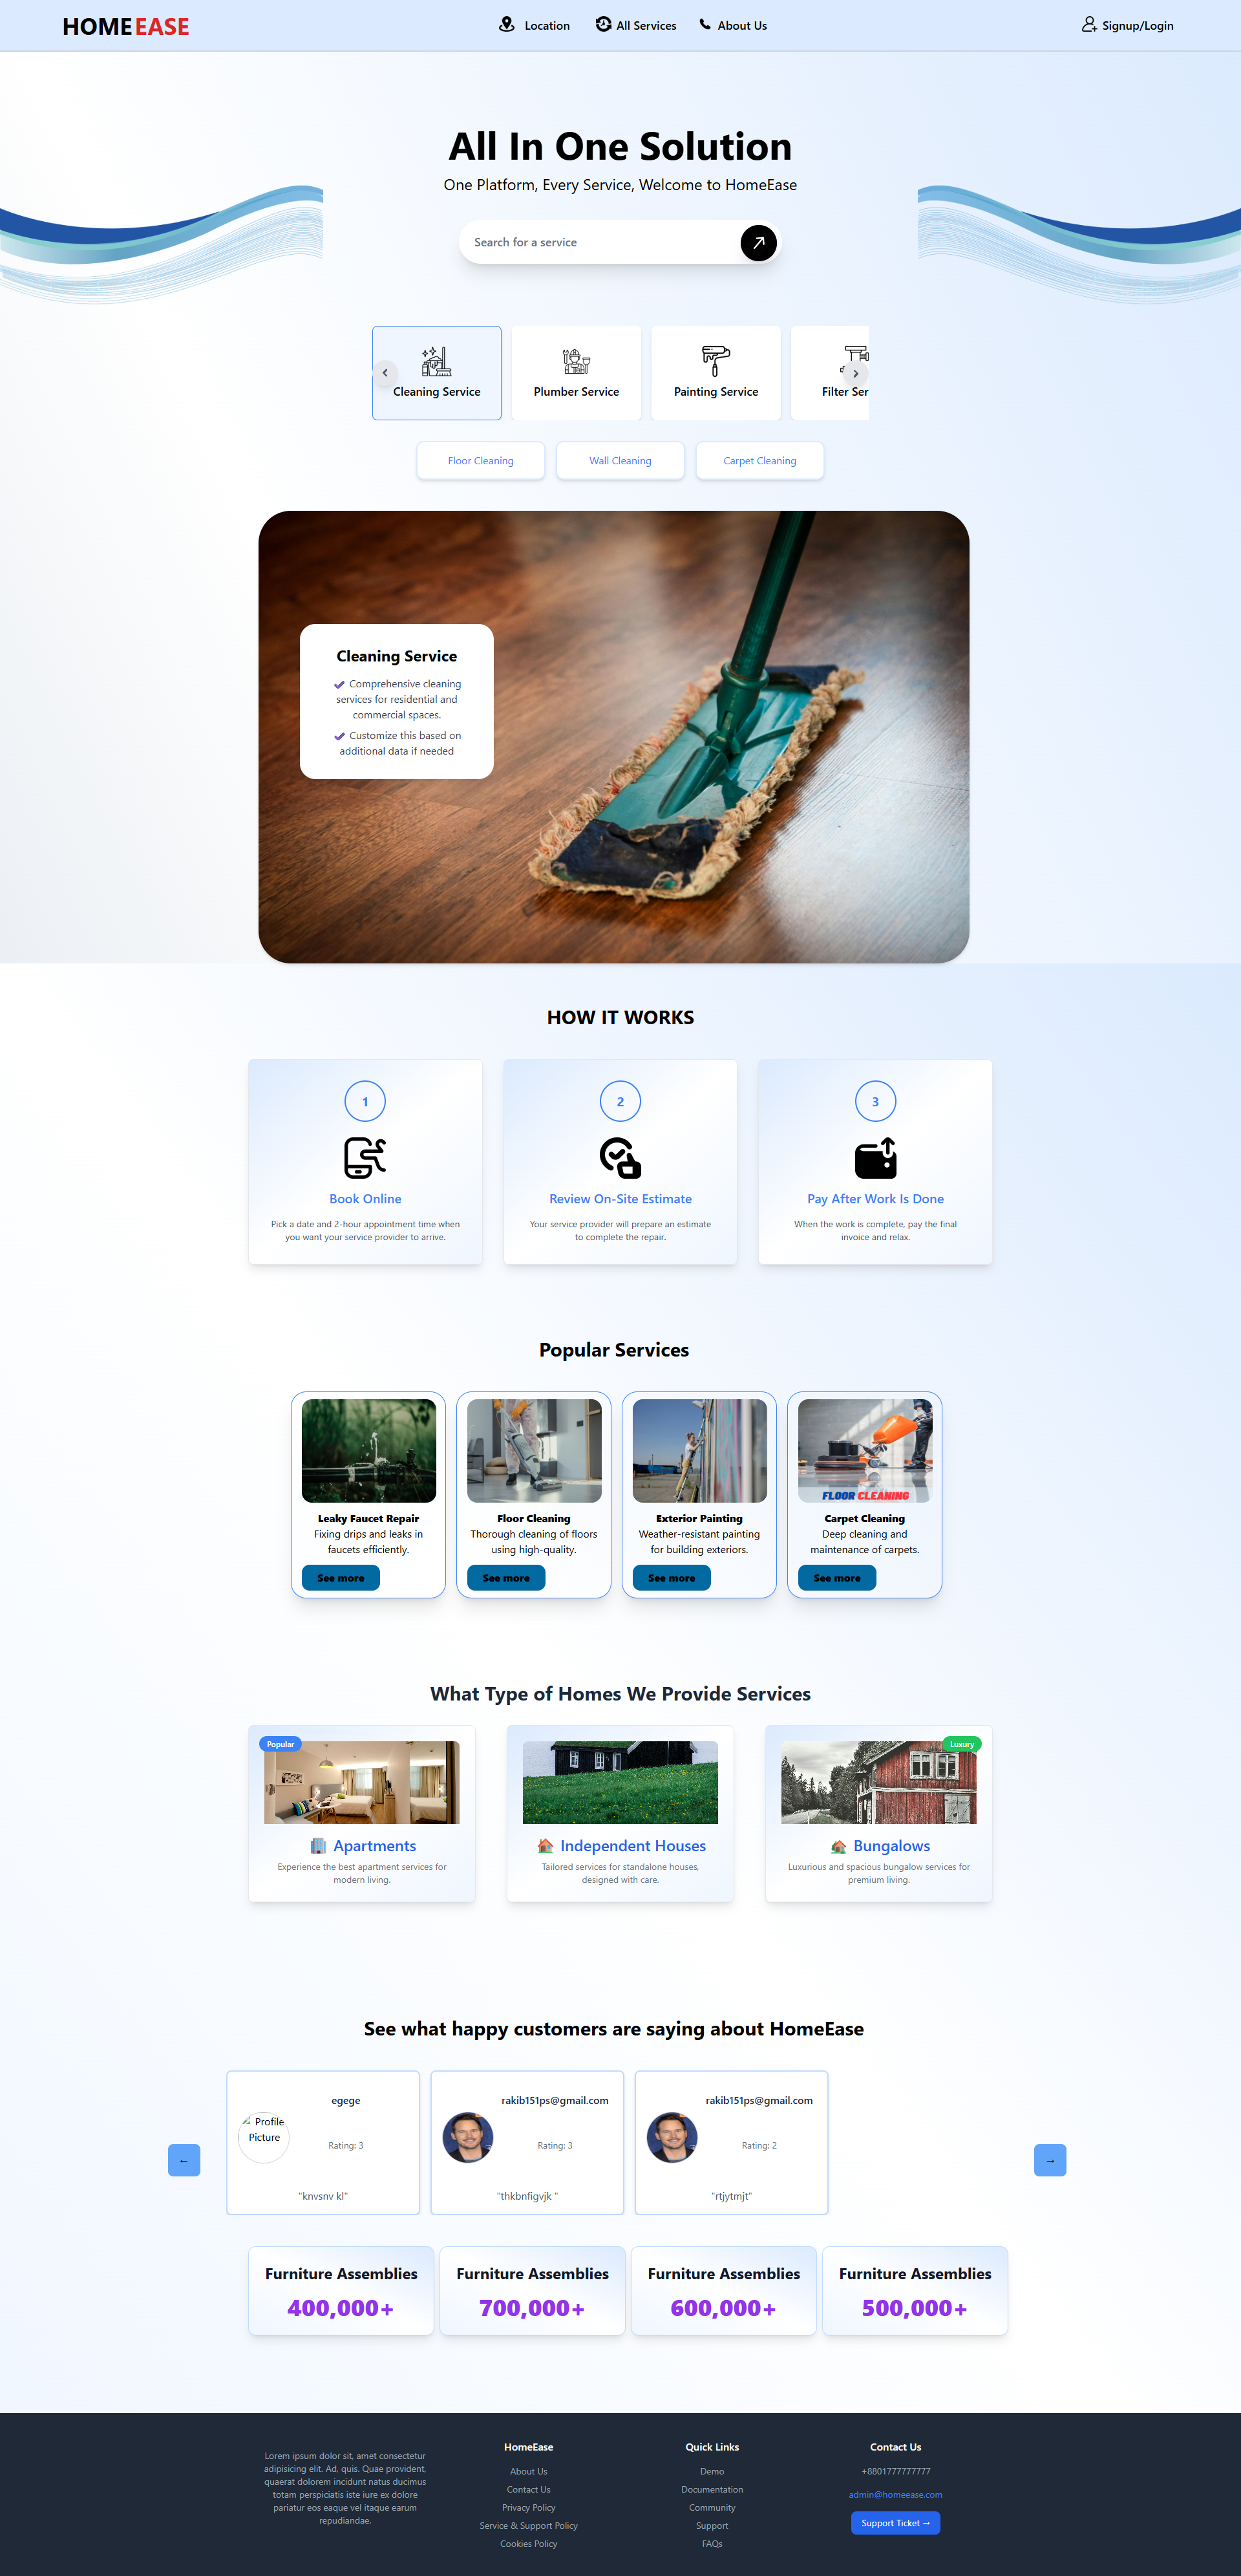 HOME EASE
Location
All Services
About Us
Signup/Login
All In One Solution
One Platform, Every Service, Welcome to HomeEase
Search for a service
Cleaning Service
Plumber Service
Painting Service
Filter Ser
Floor Cleaning
Wall Cleaning
Carpet Cleaning
Cleaning Service
Comprehensive cleaning
services for residential and
commercial spaces.
Customize this based on
additional data if needed
HOW IT WORKS
1
Book Online
Pick a date and 2-hour appointment time when
you want your service provider to arrive.
2
Review On-Site Estimate
Your service provider will prepare an estimate
to complete the repair.
3
Pay After Work Is Done
When the work is complete, pay the final
invoice and relax.
Popular Services
Leaky Faucet Repair
Fixing drips and leaks in
faucets efficiently.
See more
Floor Cleaning
Thorough cleaning of floors
using high-quality.
See more
Exterior Painting
Weather-resistant painting
for building exteriors.
See more
FLOOR CLEANING
Carpet Cleaning
Deep cleaning and
maintenance of carpets.
See more
What Type of Homes We Provide Services
Popular
Apartments
Experience the best apartment services for
modern living.
Independent Houses
Tailored services for standalone houses,
designed with care.
Luxury
Bungalows
Luxurious and spacious bungalow services for
premium living.
See what happy customers are saying about HomeEase
←
Profile
Picture
egege
Rating: 3
"knvsnv kl"
rakib151ps@gmail.com
Rating: 3
"thkbnfigvjk "
rakib151ps@gmail.com
Rating: 2
"rtjytmjt"
→
Furniture Assemblies
400,000+
Furniture Assemblies
700,000+
Furniture Assemblies
600,000+
Furniture Assemblies
500,000+
Lorem ipsum dolor sit, amet consectetur
adipisicing elit. Ad, quis. Quae provident,
quaerat dolorem incidunt natus ducimus
totam perspiciatis iste iure ex dolore
pariatur eos eaque vel itaque earum
repudiandae.
HomeEase
About Us
Contact Us
Privacy Policy
Service & Support Policy
Cookies Policy
Quick Links
Demo
Documentation
Community
Support
FAQs
Contact Us
+8801777777777
admin@homeease.com
Support Ticket →